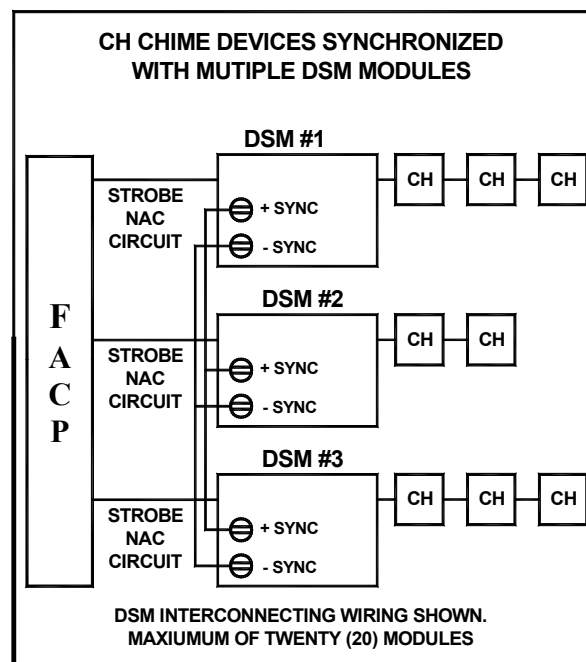 CH CHIME DEVICES SYNCHRONIZED
WITH MUTIPLE DSM MODULES
DSM #1
CH CH CH
STROBE
NAC
CIRCUIT
+ SYNC
- SYNC
F
A
C
P
DSM #2
CH CH
STROBE
NAC
CIRCUIT
+ SYNC
- SYNC
DSM #3
CH CH CH
STROBE
NAC
CIRCUIT
+ SYNC
- SYNC
DSM INTERCONNECTING WIRING SHOWN.
MAXIUMUM OF TWENTY (20) MODULES